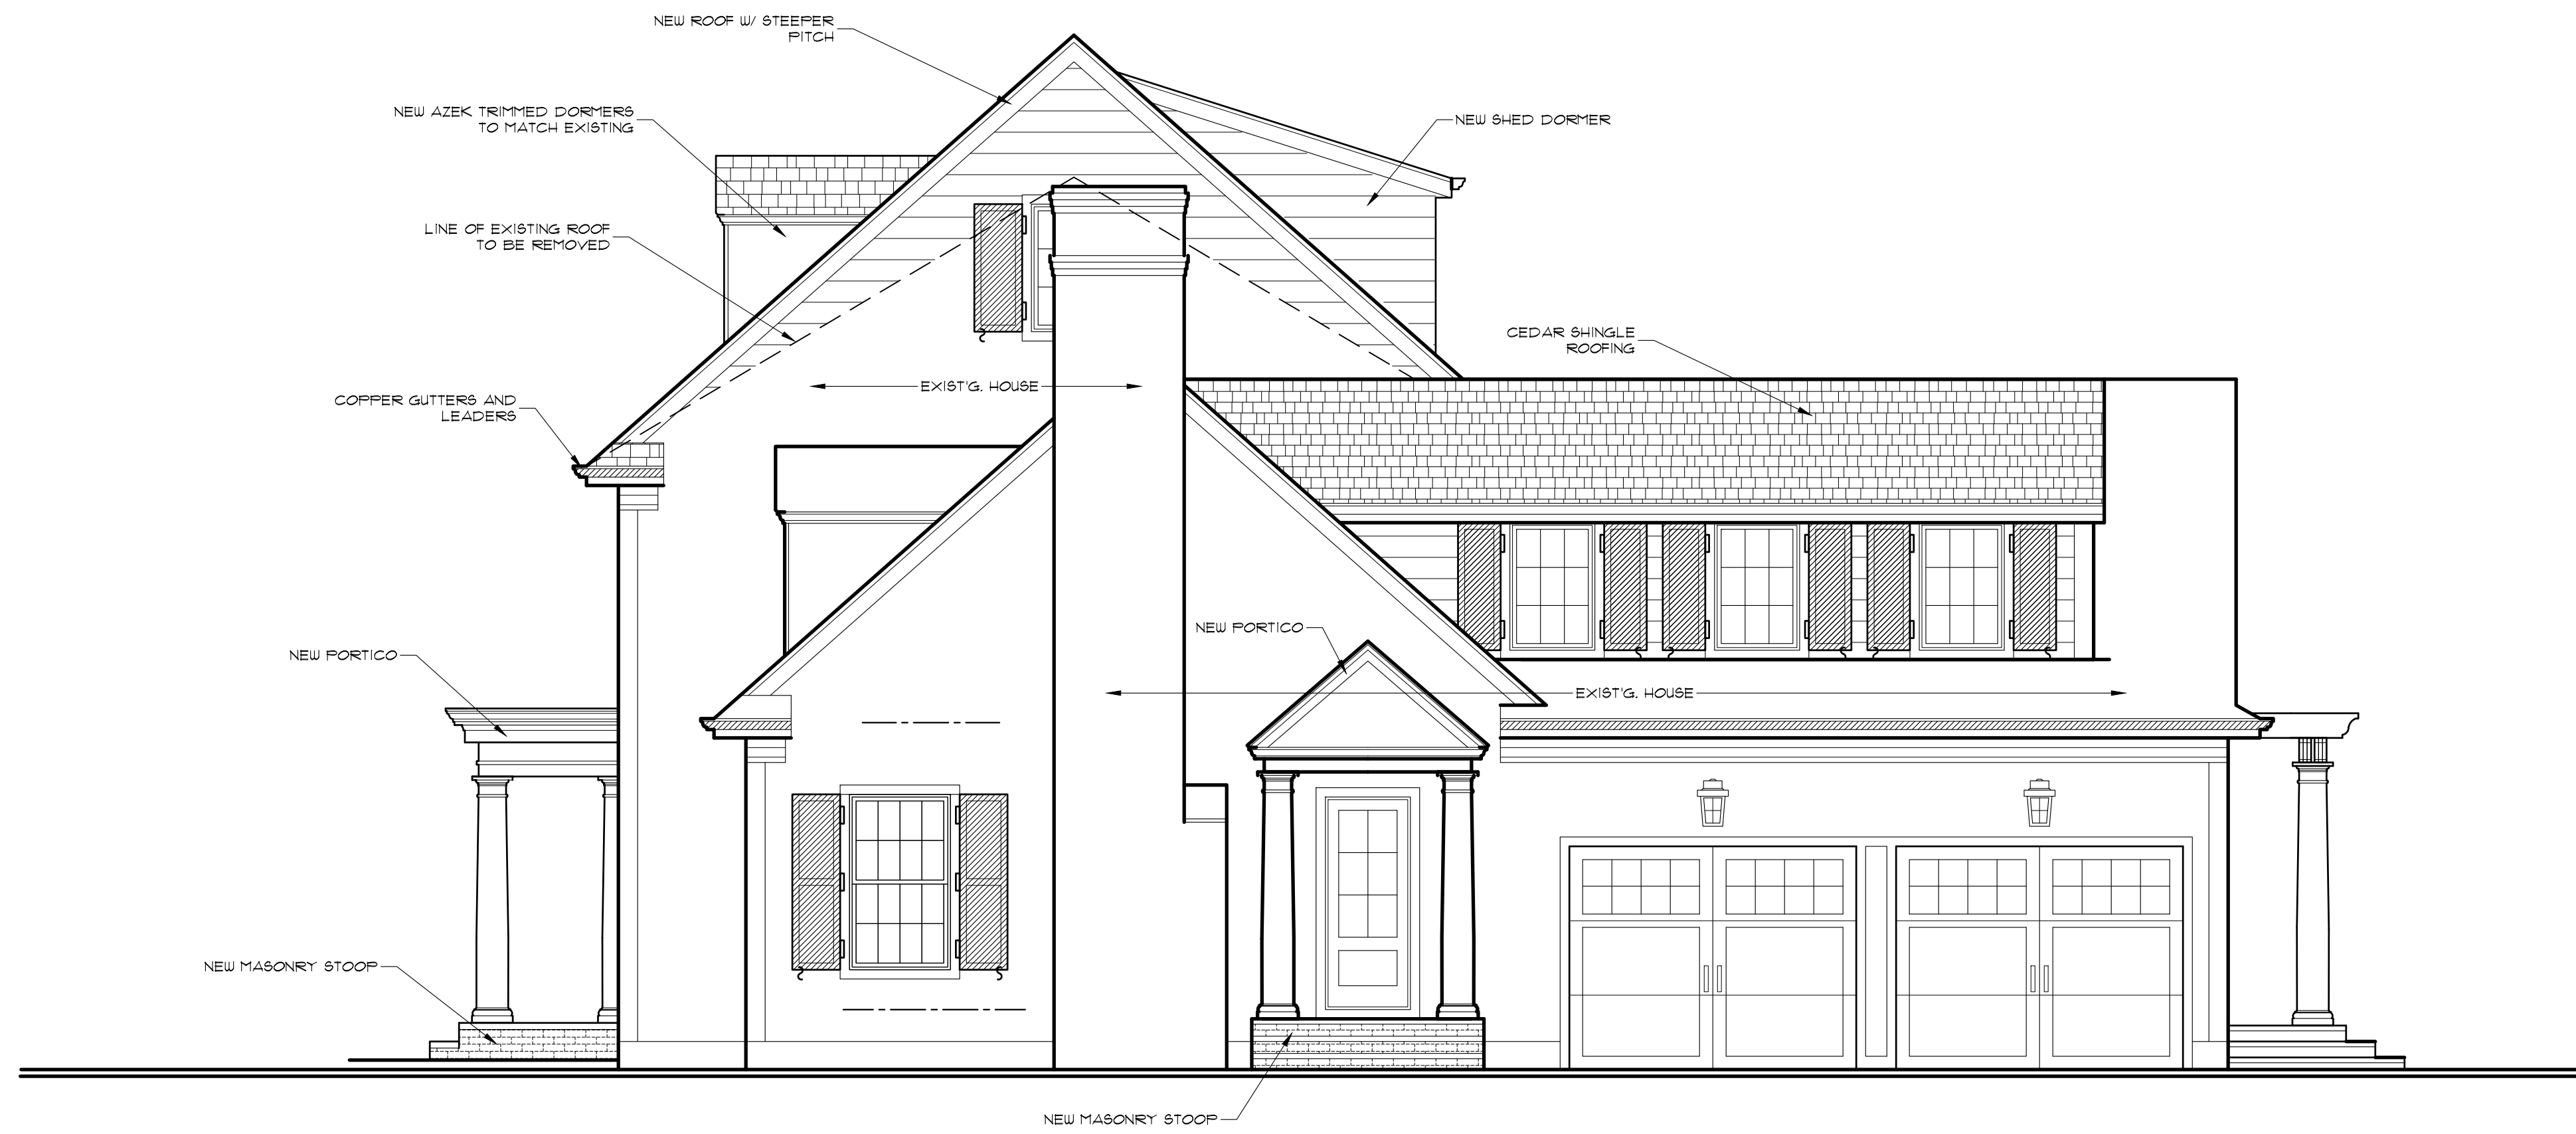 NEW ROOF W/ STEEPER
PITCH
NEW AZEK TRIMMED DORMERS
TO MATCH EXISTING
NEW SHED DORMER
LINE OF EXISTING ROOF
TO BE REMOVED
CEDAR SHINGLE
ROOFING
EXIST'G. HOUSE
COPPER GUTTERS AND
LEADERS
NEW PORTICO
NEW PORTICO
EXIST'G. HOUSE
NEW MASONRY STOOP
NEW MASONRY STOOP